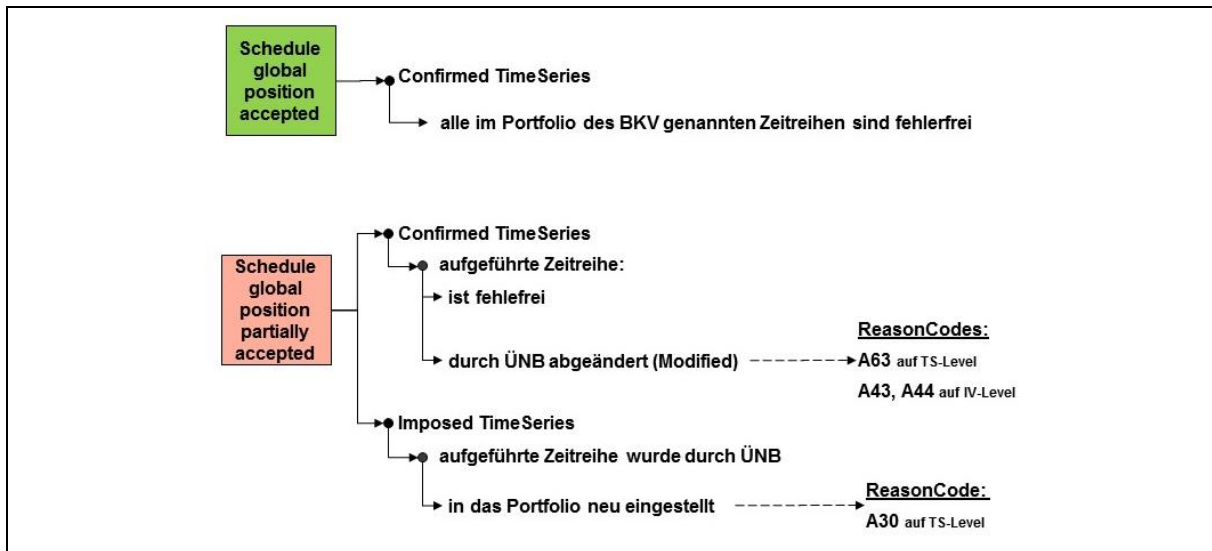 Schedule
global
position
accepted
Confirmed TimeSeries
alle im Portfolio des BKV genannten Zeitreihen sind fehlerfrei
Schedule
global
position
partially
accepted
Confirmed TimeSeries
aufgeführte Zeitreihe:
ist fehlefrei
durch ÜNB abgeändert (Modified)
ReasonCodes:
A63 auf TS-Level
A43, A44 auf IV-Level
Imposed TimeSeries
aufgeführte Zeitreihe wurde durch ÜNB
in das Portfolio neu eingestellt
ReasonCode:
A30 auf TS-Level